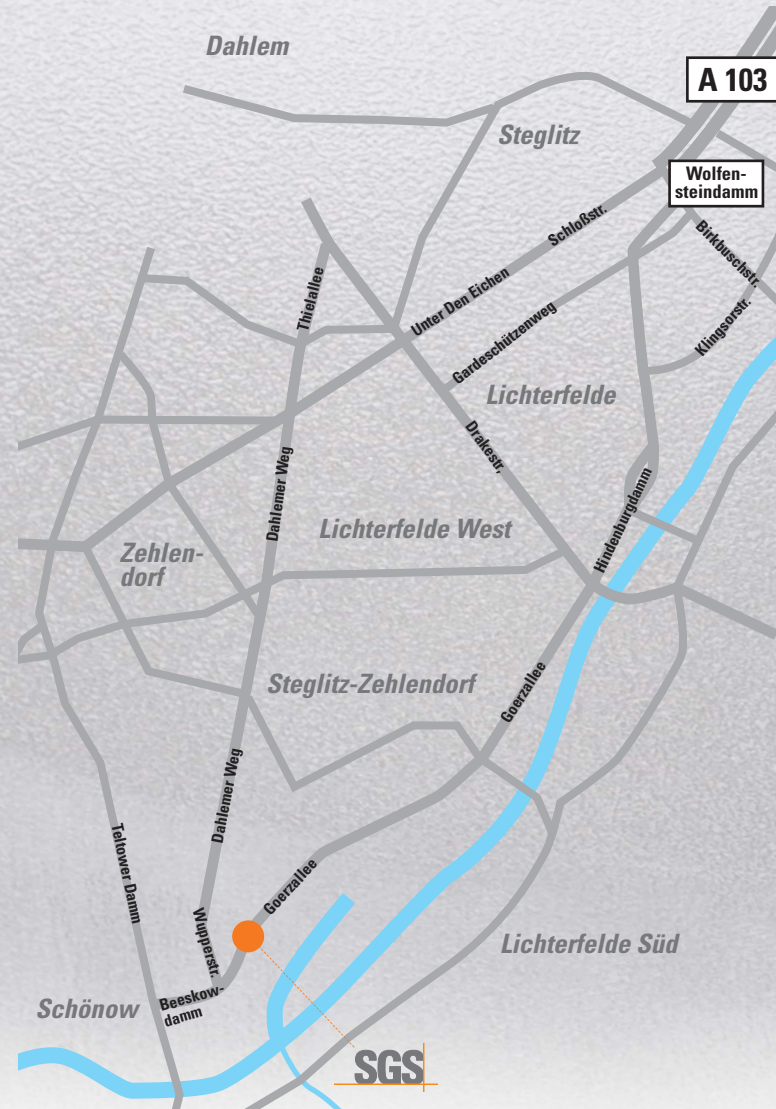 Dahlem
A 103
Steglitz
Wolfen-
steindamm
Schloßstr.
Birkbuschstr.
Thielallee
Unter Den Eichen
Gardeschützenweg
Klingsorstr.
Lichterfelde
Drakestr.
Dahlemer Weg
Hindenburgdamm
Lichterfelde West
Zehlen-
dorf
Steglitz-Zehlendorf
Goerzallee
Dahlemer Weg
Teltower Damm
Goerzallee
Wupperstr.
Lichterfelde Süd
Schönow
Beeskow-
damm
SGS